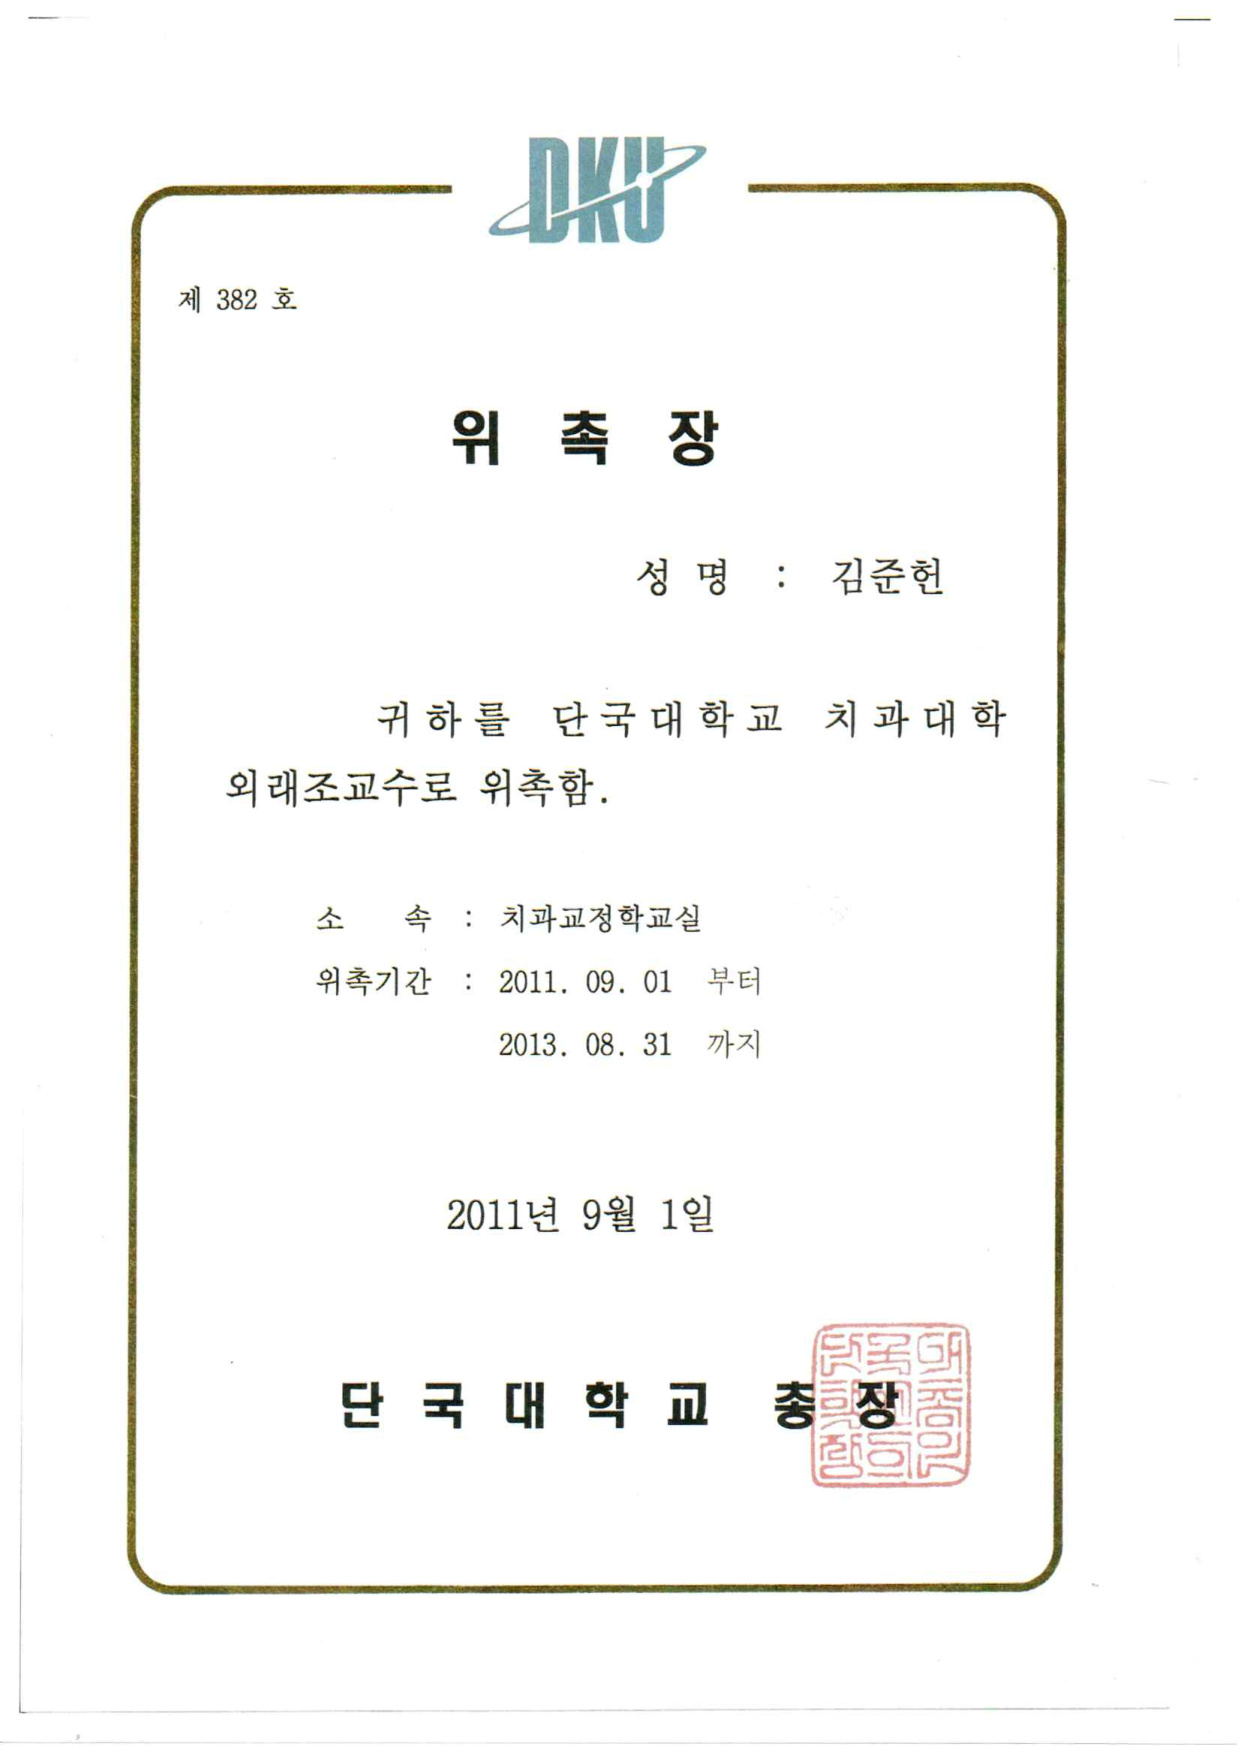 DKU
제 382 호
위 촉 장
성 명 : 김준헌
귀하를 단국대학교 치과대학
외래조교수로 위촉함.
소 속 : 치과교정학교실
위촉기간 : 2011. 09. 01 부터
2013. 08. 31 까지
2011년 9월 1일
단 국 대 학 교 총 장